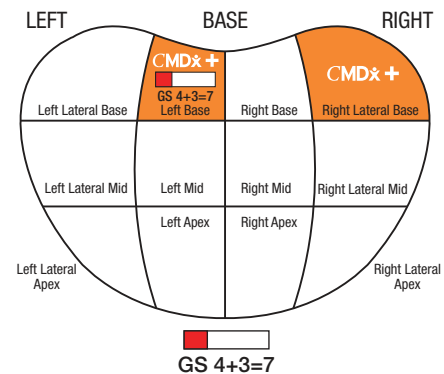 LEFT BASE RIGHT
CMDx + CMDx +
GS 4+3=7
Left Lateral Base Left Base Right Base Right Lateral Base
Left Lateral Mid Left Mid Right Mid Right Lateral Mid
Left Apex Right Apex
Left Lateral Apex Right Lateral Apex
GS 4+3=7